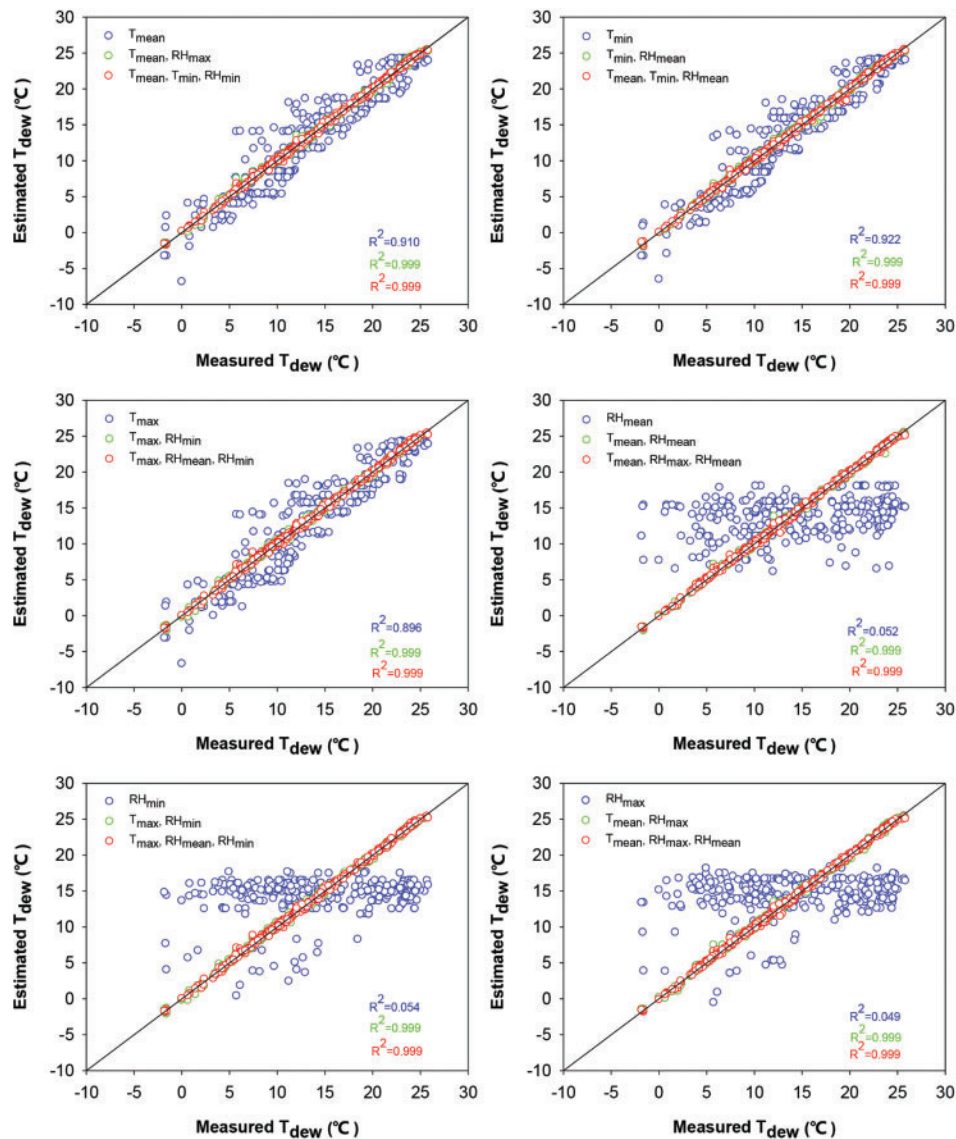 Estimated Tdew (℃)
30
25
20
15
10
5
0
-5
-10
Tmean
Tmean, RHmax
Tmean, Tmin, RHmin
R2=0.910
R2=0.999
R2=0.999
-10 -5 0 5 10 15 20 25 30
Measured Tdew (℃ )
Estimated Tdew (℃)
30
25
20
15
10
5
0
-5
-10
Tmin
Tmin, RHmean
Tmean, Tmin, RHmean
R2=0.922
R2=0.999
R2=0.999
-10 -5 0 5 10 15 20 25 30
Measured Tdew (℃ )
Estimated Tdew (℃)
30
25
20
15
10
5
0
-5
-10
Tmax
Tmax, RHmin
Tmax, RHmean, RHmin
R2=0.896
R2=0.999
R2=0.999
-10 -5 0 5 10 15 20 25 30
Measured Tdew (℃ )
Estimated Tdew (℃)
30
25
20
15
10
5
0
-5
-10
RHmean
Tmean, RHmean
Tmean, RHmax, RHmean
R2=0.052
R2=0.999
R2=0.999
-10 -5 0 5 10 15 20 25 30
Measured Tdew (℃ )
Estimated Tdew (℃)
30
25
20
15
10
5
0
-5
-10
RHmin
Tmax, RHmin
Tmax, RHmean, RHmin
R2=0.054
R2=0.999
R2=0.999
-10 -5 0 5 10 15 20 25 30
Measured Tdew (℃ )
Estimated Tdew (℃)
30
25
20
15
10
5
0
-5
-10
RHmax
Tmean, RHmax
Tmean, RHmax, RHmean
R2=0.049
R2=0.999
R2=0.999
-10 -5 0 5 10 15 20 25 30
Measured Tdew (℃ )